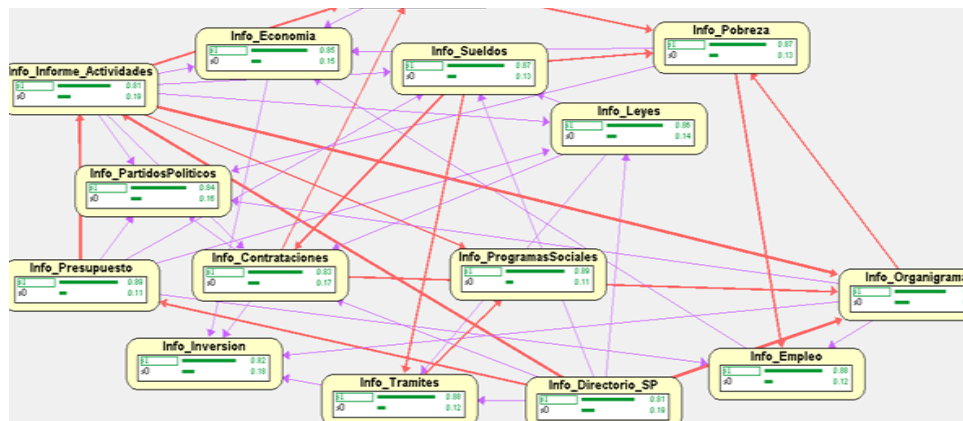 Info_Economia
s1 0.85
s0 0.15
Info_Sueldos
s1 0.87
s0 0.13
Info_Pobreza
s1 0.87
s0 0.13
Info_Informe_Actividades
s1 0.81
s0 0.19
Info_Leyes
s1 0.86
s0 0.14
Info_PartidosPoliticos
s1 0.84
s0 0.16
Info_Presupuesto
s1 0.89
s0 0.11
Info_Contrataciones
s1 0.83
s0 0.17
Info_ProgramasSociales
s1 0.89
s0 0.11
Info_Organigrama
s1
s0
Info_Inversion
s1 0.82
s0 0.18
Info_Tramites
s1 0.88
s0 0.12
Info_Directorio_SP
s1 0.81
s0 0.19
Info_Empleo
s1 0.88
s0 0.12